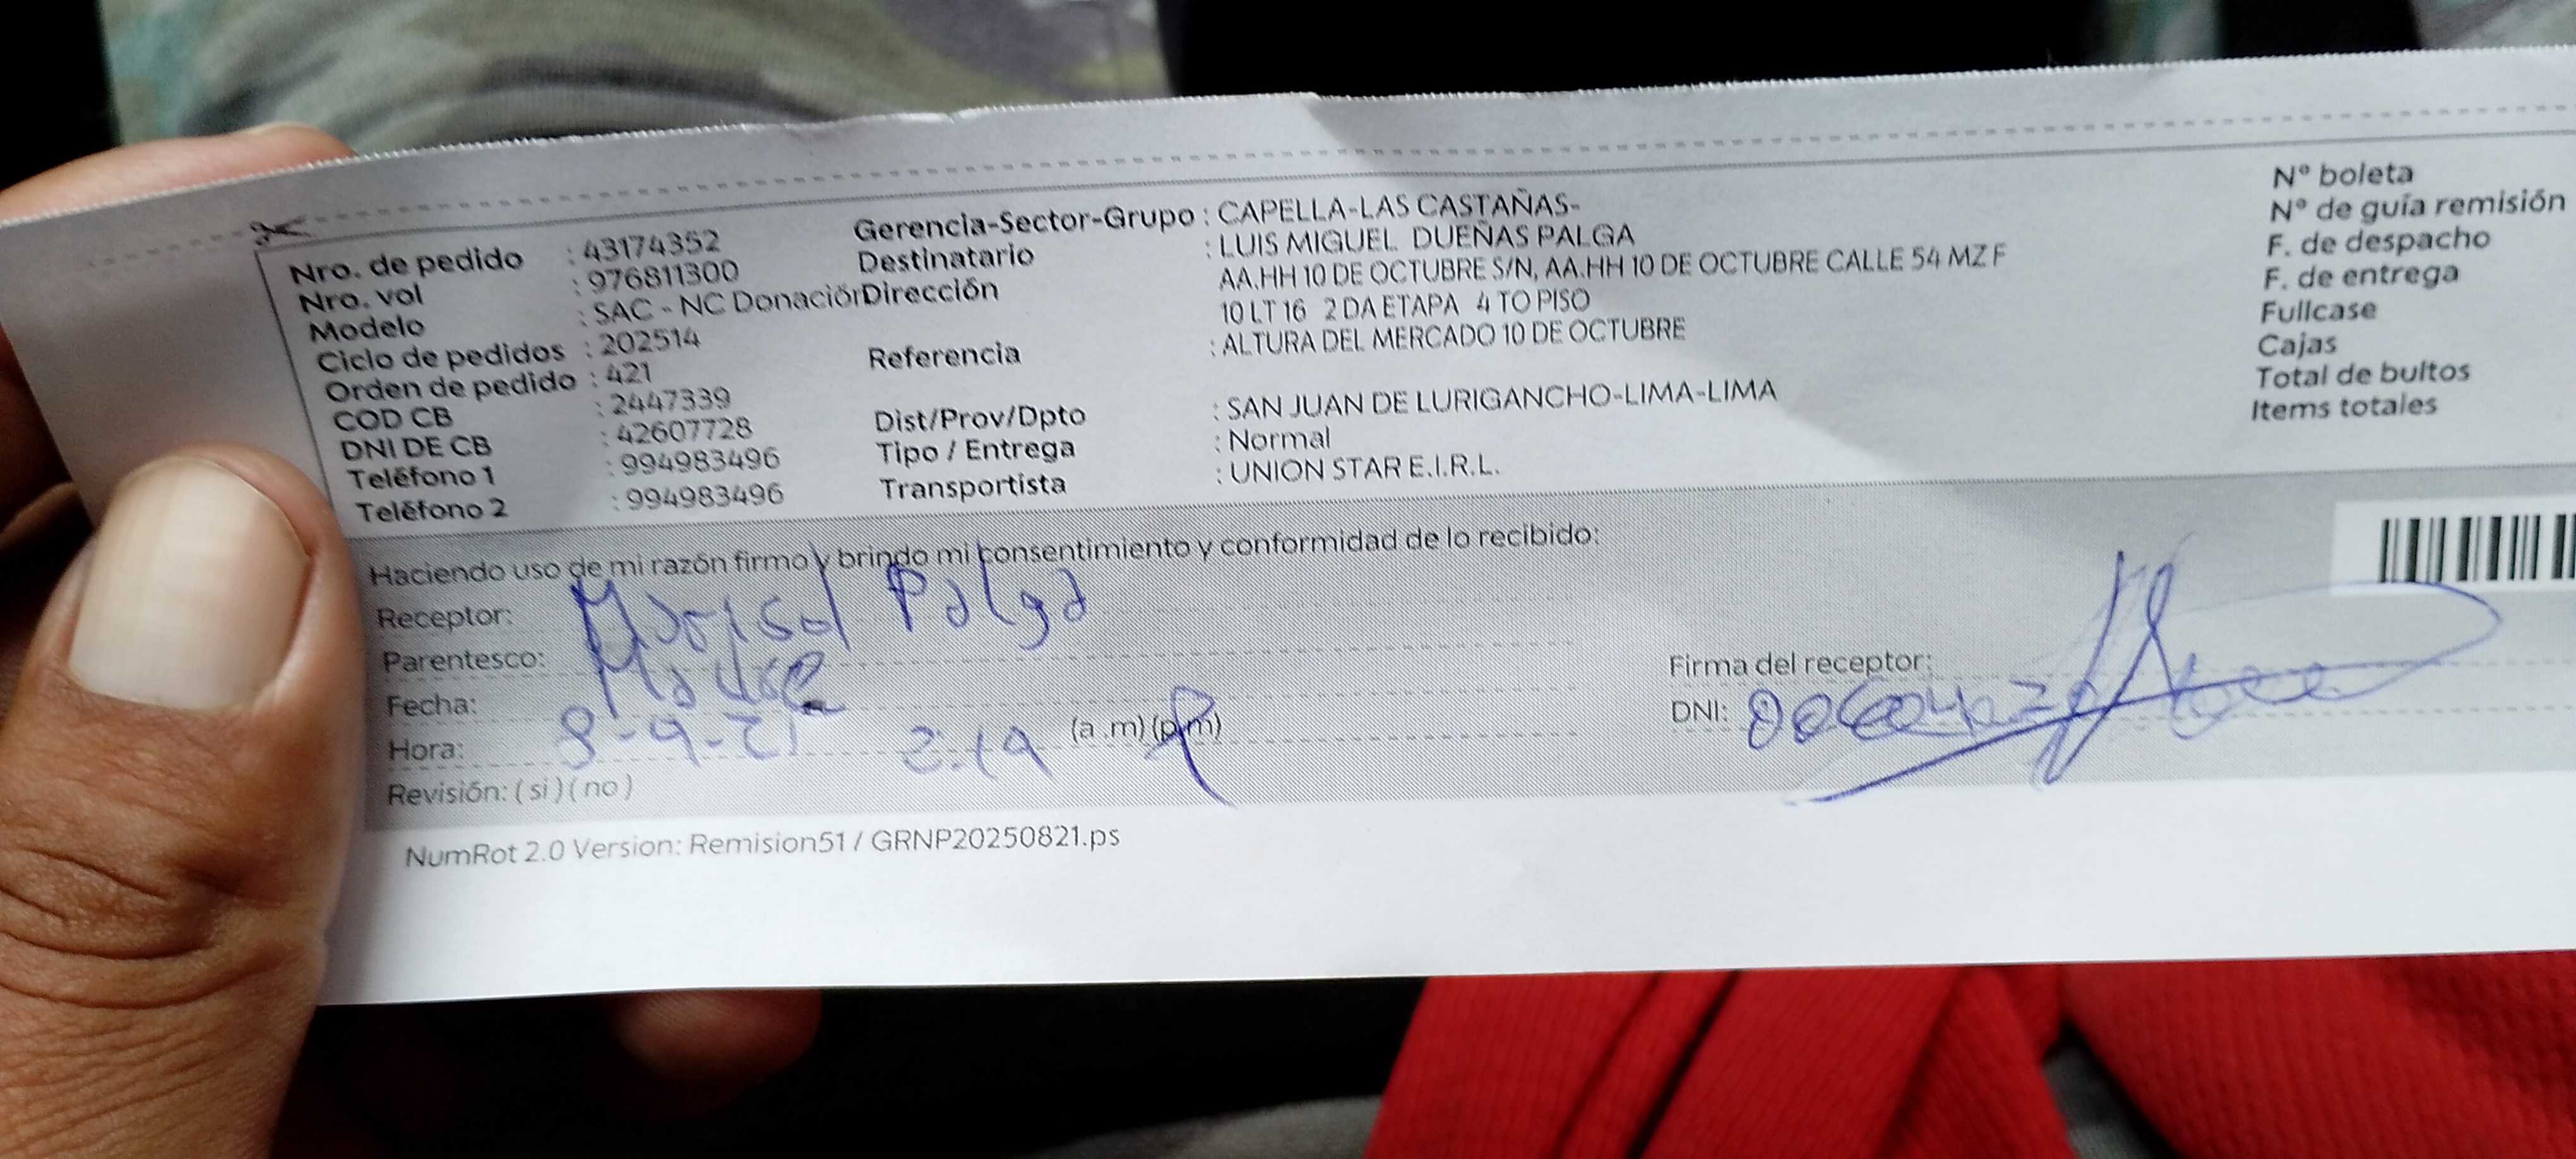 Nro. de pedido : 43174352
Nro. vol : 976811300
Modelo : SAC - NC Donación
Ciclo de pedidos : 202514
Orden de pedido : 421
COD CB : 2447339
DNI DE CB : 42607728
Teléfono 1 : 994983496
Teléfono 2 : 994983496
Gerencia-Sector-Grupo : CAPELLA-LAS CASTAÑAS-
Destinatario : LUIS MIGUEL DUEÑAS PALGA
Dirección AA.HH 10 DE OCTUBRE S/N, AA.HH 10 DE OCTUBRE CALLE 54 MZ F
10 LT 16 2 DA ETAPA 4 TO PISO
Referencia : ALTURA DEL MERCADO 10 DE OCTUBRE
Dist/Prov/Dpto : SAN JUAN DE LURIGANCHO-LIMA-LIMA
Tipo / Entrega : Normal
Transportista : UNION STAR E.I.R.L.
N° boleta
N° de guía remisión
F. de despacho
F. de entrega
Fullcase
Cajas
Total de bultos
Items totales
Haciendo uso de mi razón firmo y brindo mi consentimiento y conformidad de lo recibido:
Receptor: Marisol Palga
Parentesco: Madre
Fecha:
Hora: (a .m) (p.m)
Revisión: ( si ) ( no )
Firma del receptor:
DNI:
NumRot 2.0 Version: Remision51 / GRNP20250821.ps